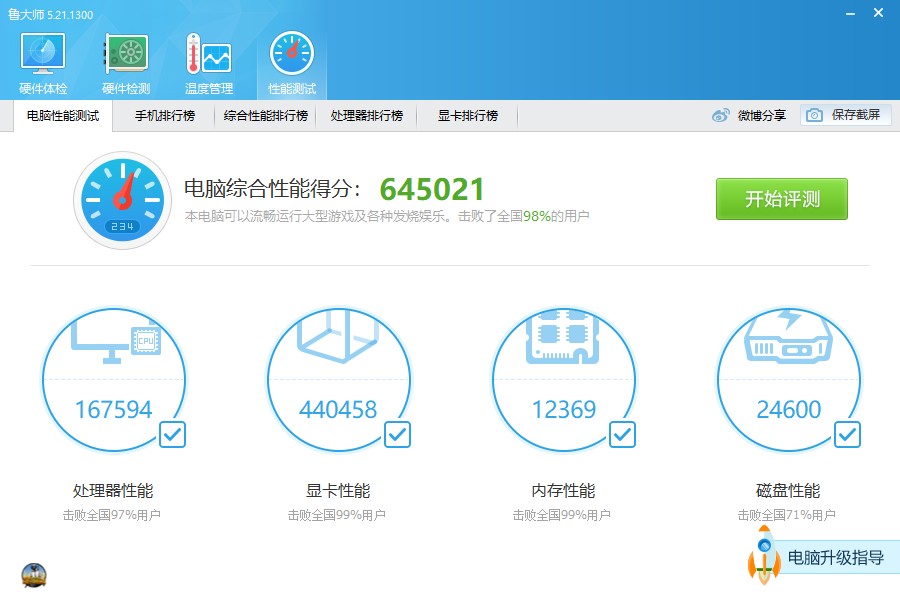 鲁大师 5.21.1300
硬件体检 硬件检测 温度管理 性能测试
电脑性能测试 手机排行榜 综合性能排行榜 处理器排行榜 显卡排行榜 微博分享 保存截屏
电脑综合性能得分： 645021
本电脑可以流畅运行大型游戏及各种发烧娱乐。击败了全国98%的用户
开始评测
234
CPU
167594 440458 12369 24600
处理器性能 显卡性能 内存性能 磁盘性能
击败全国97%用户 击败全国99%用户 击败全国99%用户 击败全国71%用户
电脑升级指导